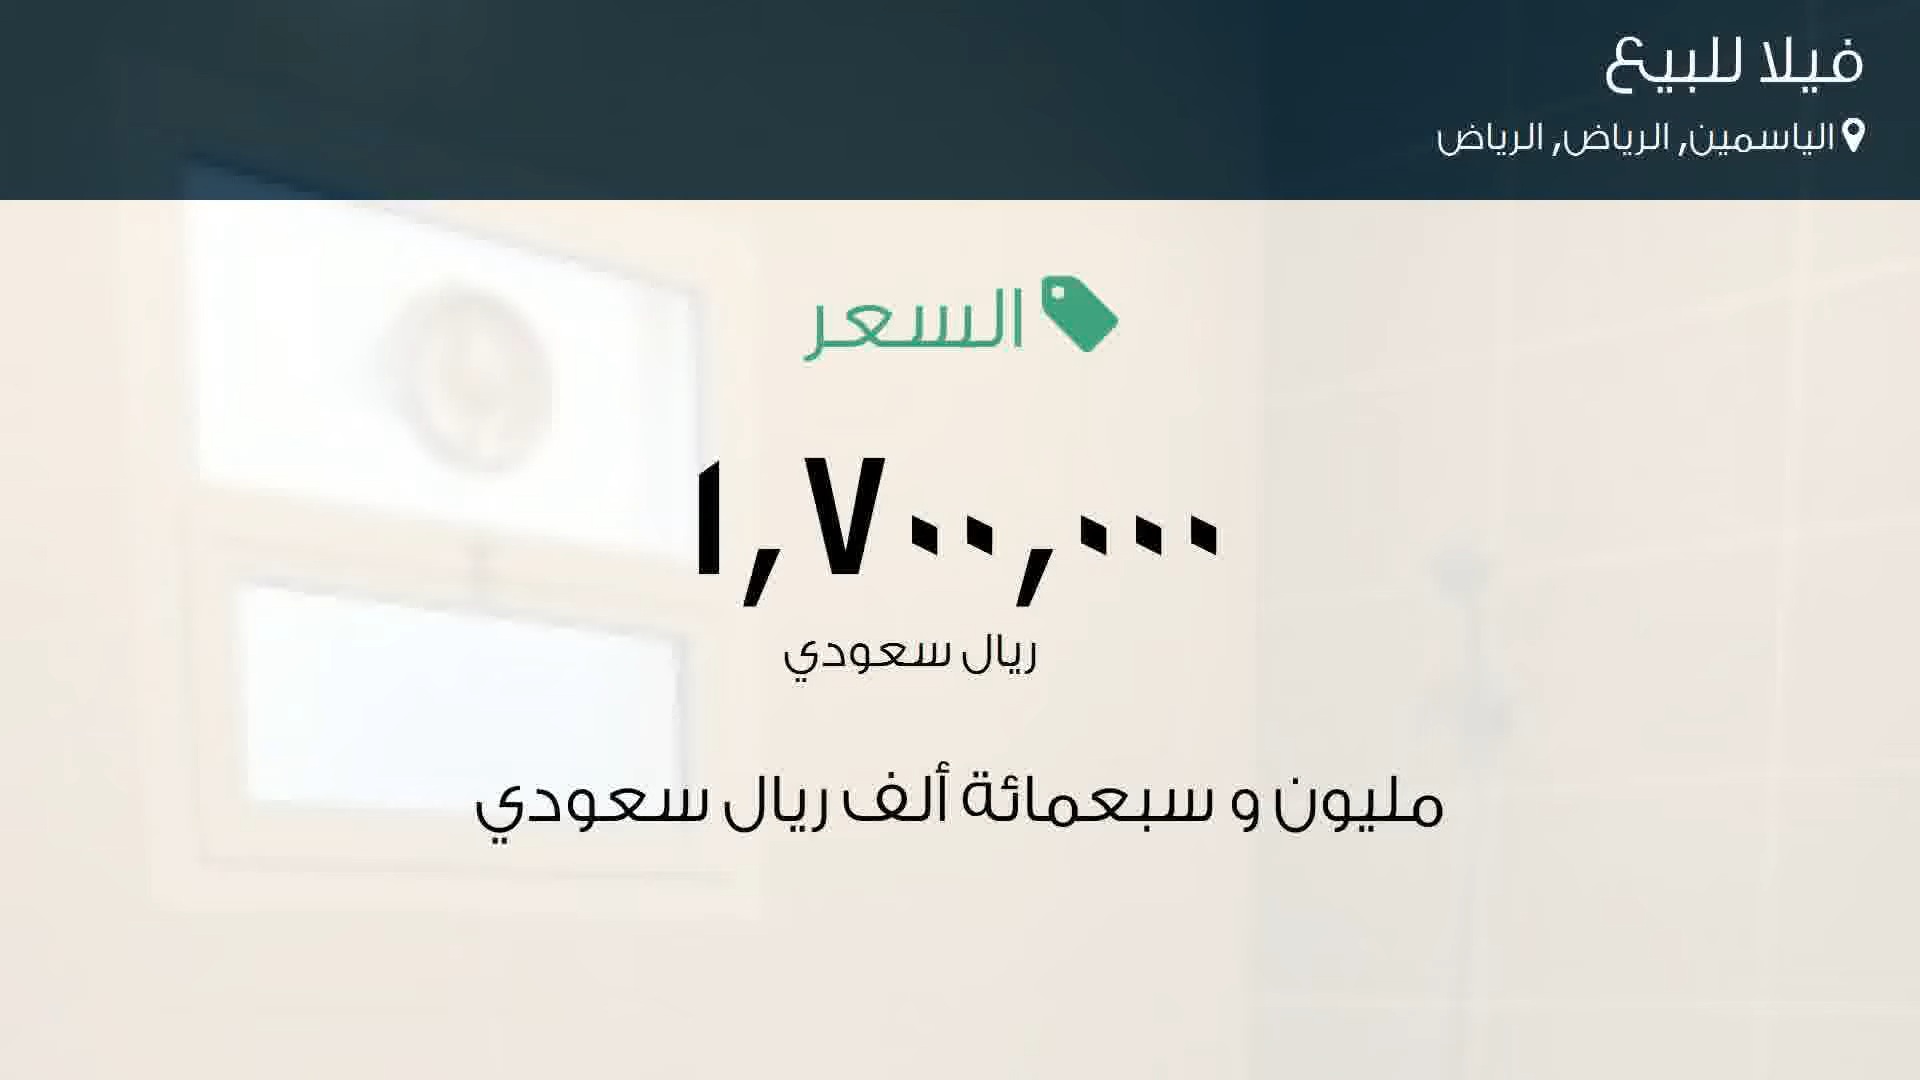 فيلا للبيع
الياسمين, الرياض, الرياض
السعر
١,٧٠٠,٠٠٠
ريال سعودي
مليون و سبعمائة ألف ريال سعودي